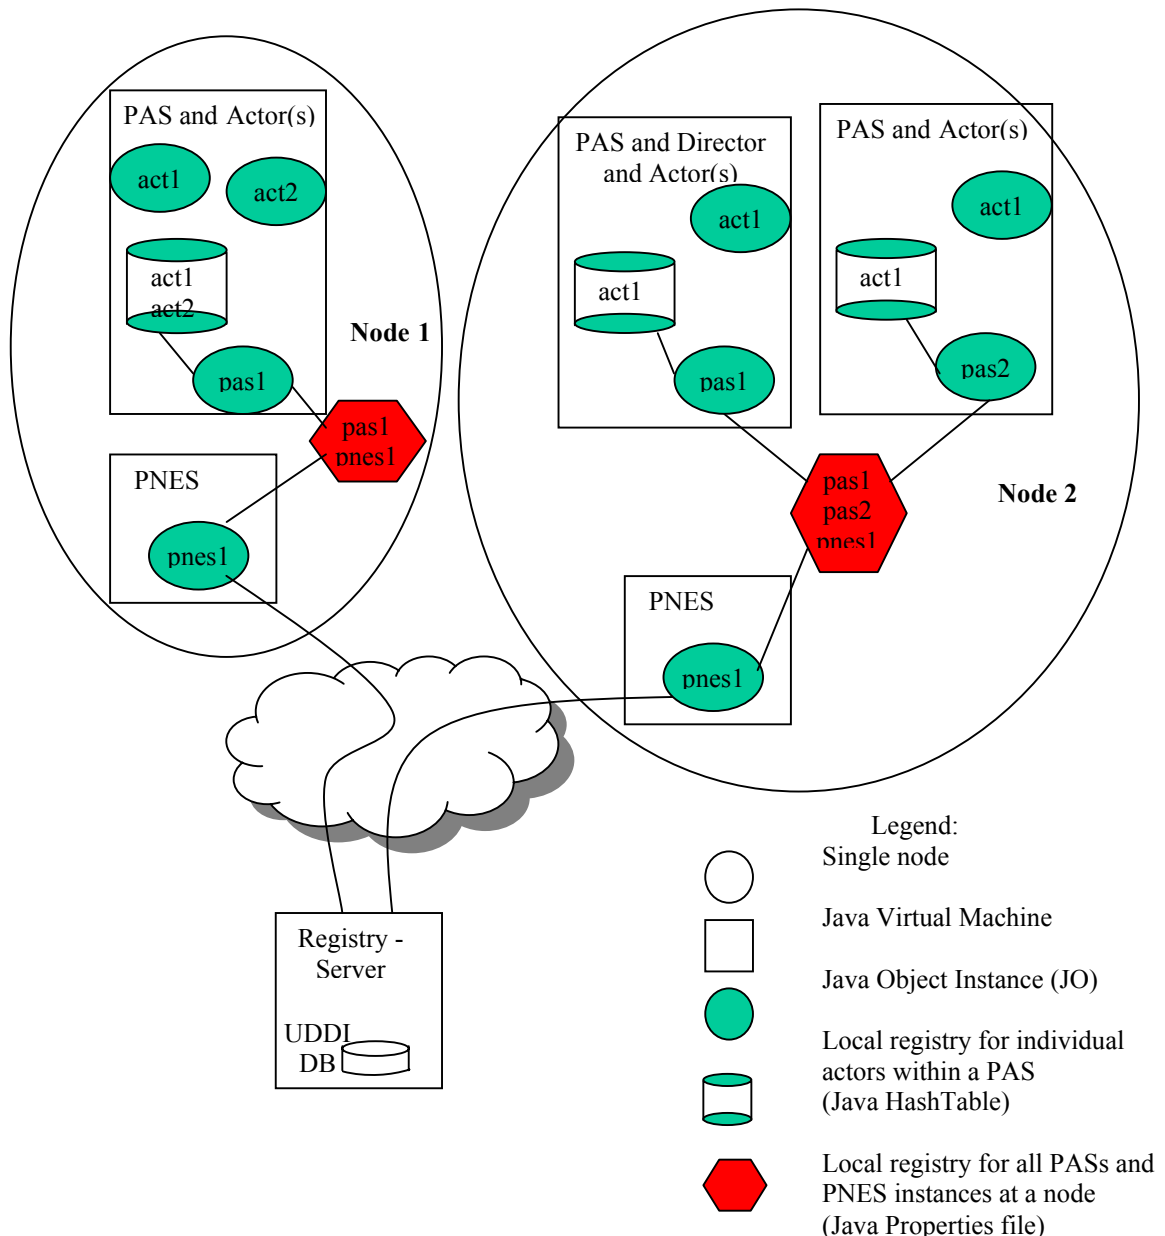 PAS and Actor(s)
act1
act2
act1
act2
pas1
Node 1
pas1
pnes1
PNES
pnes1
PAS and Director
and Actor(s)
act1
act1
pas1
PAS and Actor(s)
act1
act1
pas2
pas1
pas2
pnes1
Node 2
PNES
pnes1
Registry -
Server
UDDI
DB
Legend:
Single node
Java Virtual Machine
Java Object Instance (JO)
Local registry for individual
actors within a PAS
(Java HashTable)
Local registry for all PASs and
PNES instances at a node
(Java Properties file)